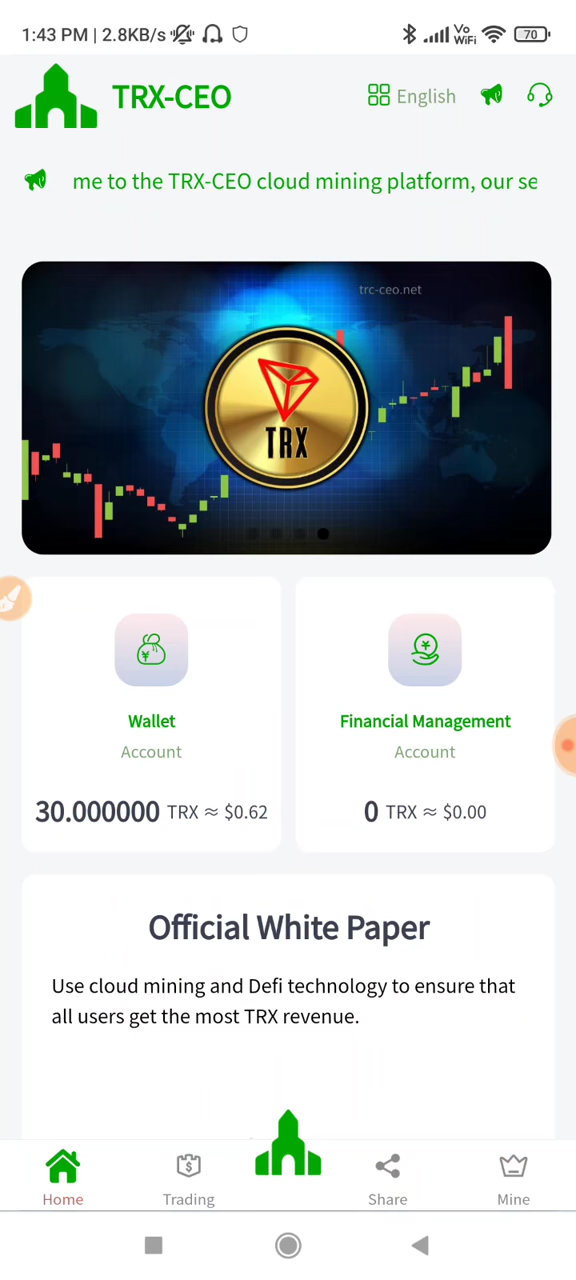 1:43 PM | 2.8KB/s
Vo
WiFi
70
TRX-CEO
English
me to the TRX-CEO cloud mining platform, our se
trc-ceo.net
TRX
¥
¥
Wallet
Financial Management
Account
Account
30.000000 TRX ≈ $0.62
0 TRX ≈ $0.00
Official White Paper
Use cloud mining and Defi technology to ensure that
all users get the most TRX revenue.
$
Home
Trading
Share
Mine